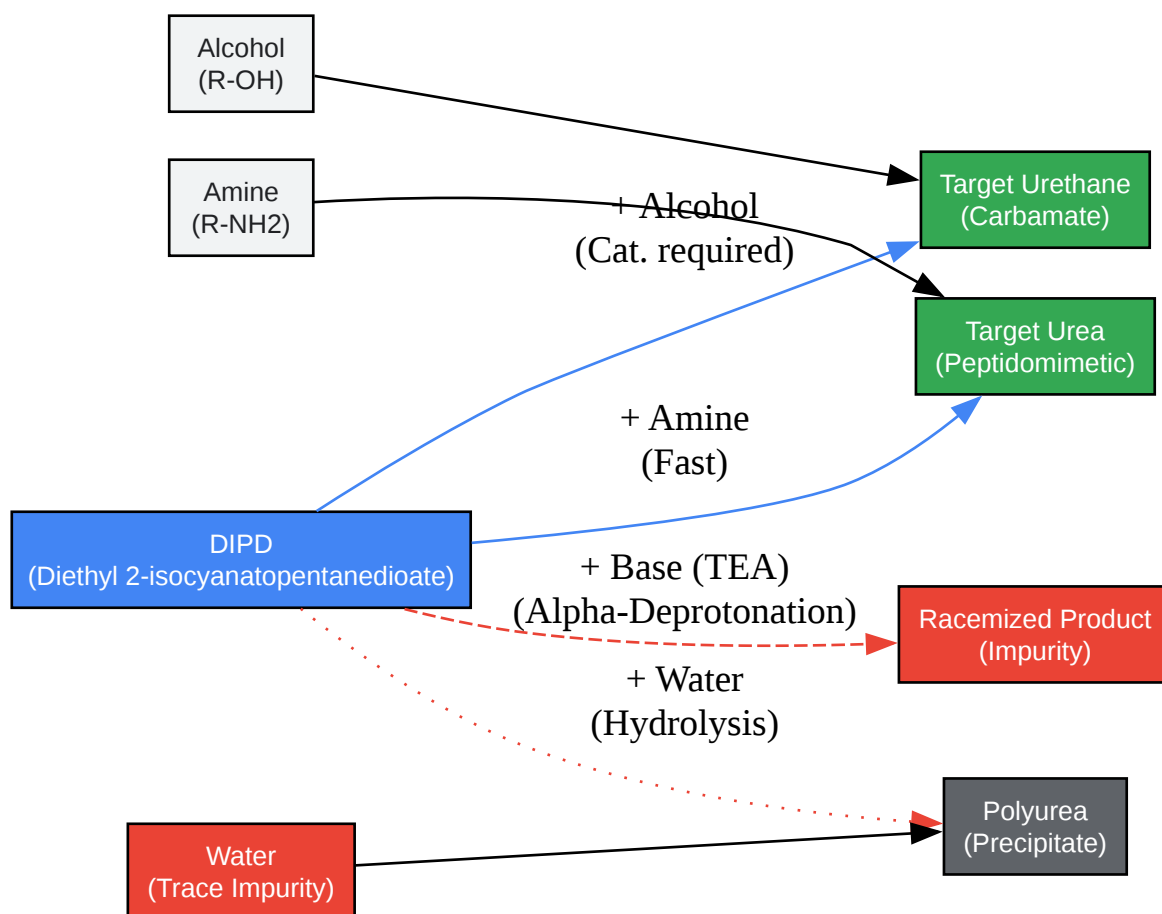 Alcohol
(R-OH)
Amine
(R-NH2)
Target Urethane
(Carbamate)
+ Alcohol
(Cat. required)
Target Urea
(Peptidomimetic)
+ Amine
(Fast)
DIPD
(Diethyl 2-isocyanatopentanedioate)
+ Base (TEA)
(Alpha-Deprotonation)
Racemized Product
(Impurity)
+ Water
(Hydrolysis)
Polyurea
(Precipitate)
Water
(Trace Impurity)